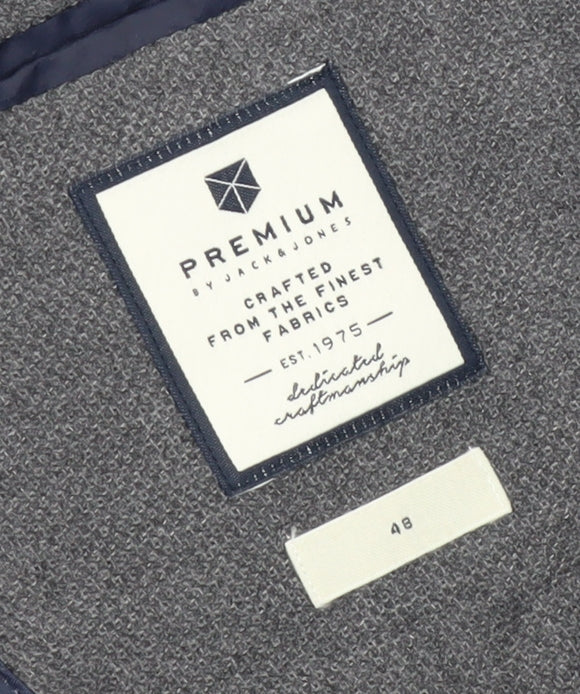 PREMIUM
BY JACK&JONES
CRAFTED
FROM THE FINEST
FABRICS
EST. 1975
dedicated
craftmanship
48